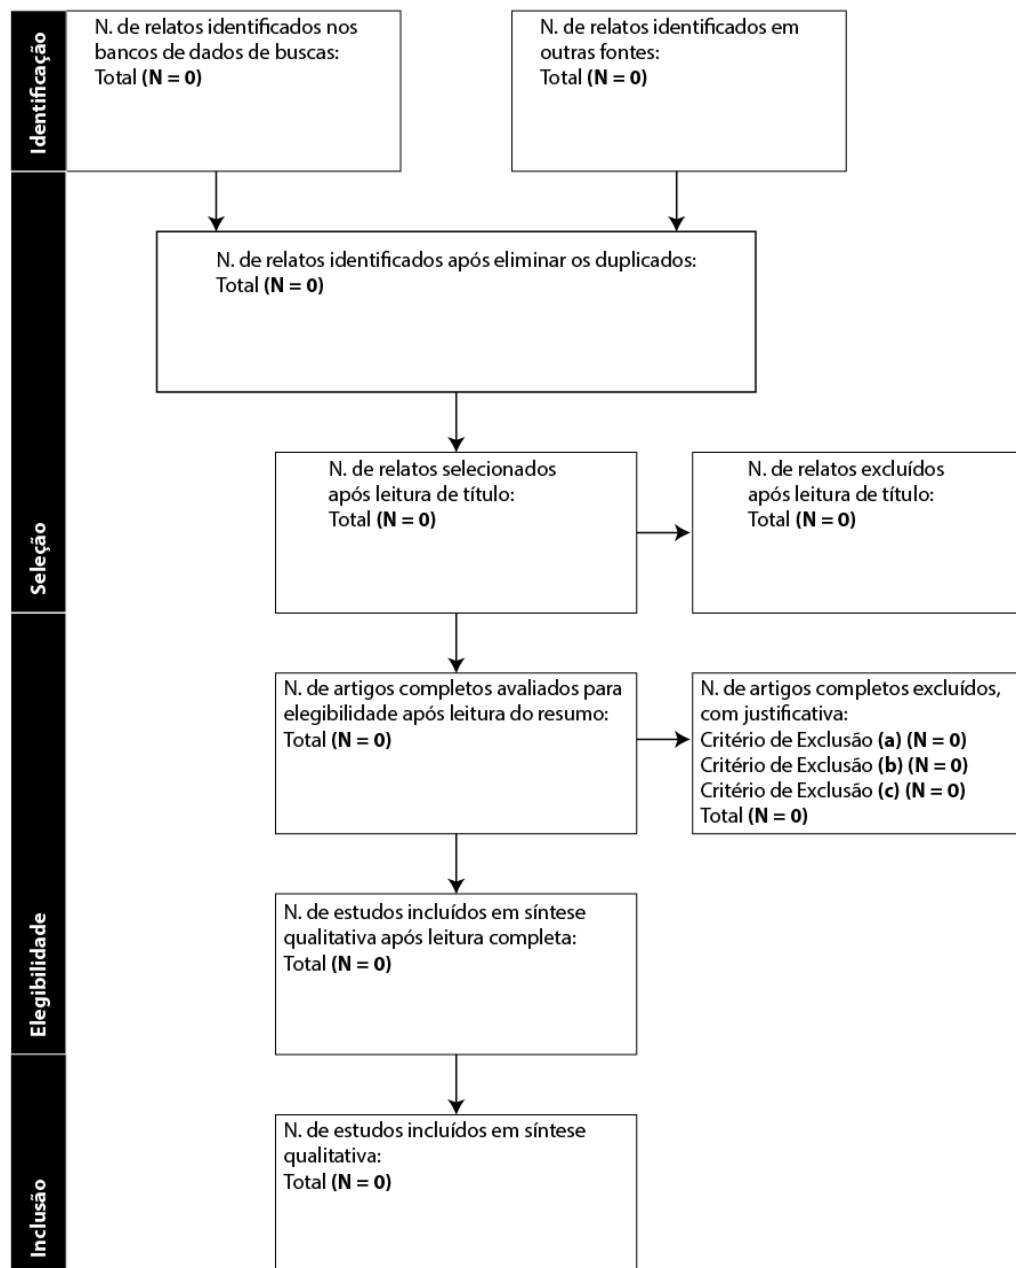 Identificação
N. de relatos identificados nos
bancos de dados de buscas:
Total (N = 0)
N. de relatos identificados em
outras fontes:
Total (N = 0)
Seleção
N. de relatos identificados após eliminar os duplicados:
Total (N = 0)
N. de relatos selecionados
após leitura de título:
Total (N = 0)
N. de relatos excluídos
após leitura de título:
Total (N = 0)
Elegibilidade
N. de artigos completos avaliados para
elegibilidade após leitura do resumo:
Total (N = 0)
N. de artigos completos excluídos,
com justificativa:
Critério de Exclusão (a) (N = 0)
Critério de Exclusão (b) (N = 0)
Critério de Exclusão (c) (N = 0)
Total (N = 0)
N. de estudos incluídos em síntese
qualitativa após leitura completa:
Total (N = 0)
Inclusão
N. de estudos incluídos em síntese
qualitativa:
Total (N = 0)